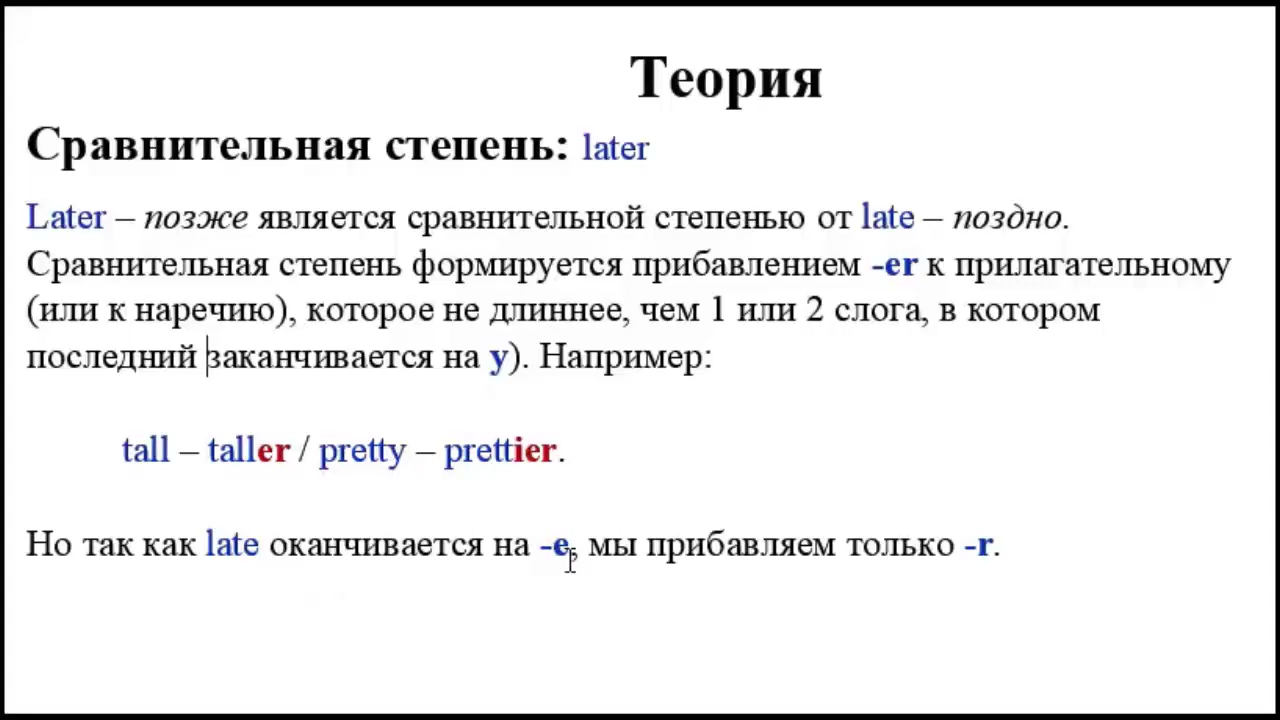 Теория
Сравнительная степень: later
Later – позже является сравнительной степенью от late – поздно.
Сравнительная степень формируется прибавлением -er к прилагательному
(или к наречию), которое не длиннее, чем 1 или 2 слога, в котором
последний заканчивается на y). Например:
tall – taller / pretty – prettier.
Но так как late оканчивается на -e, мы прибавляем только -r.